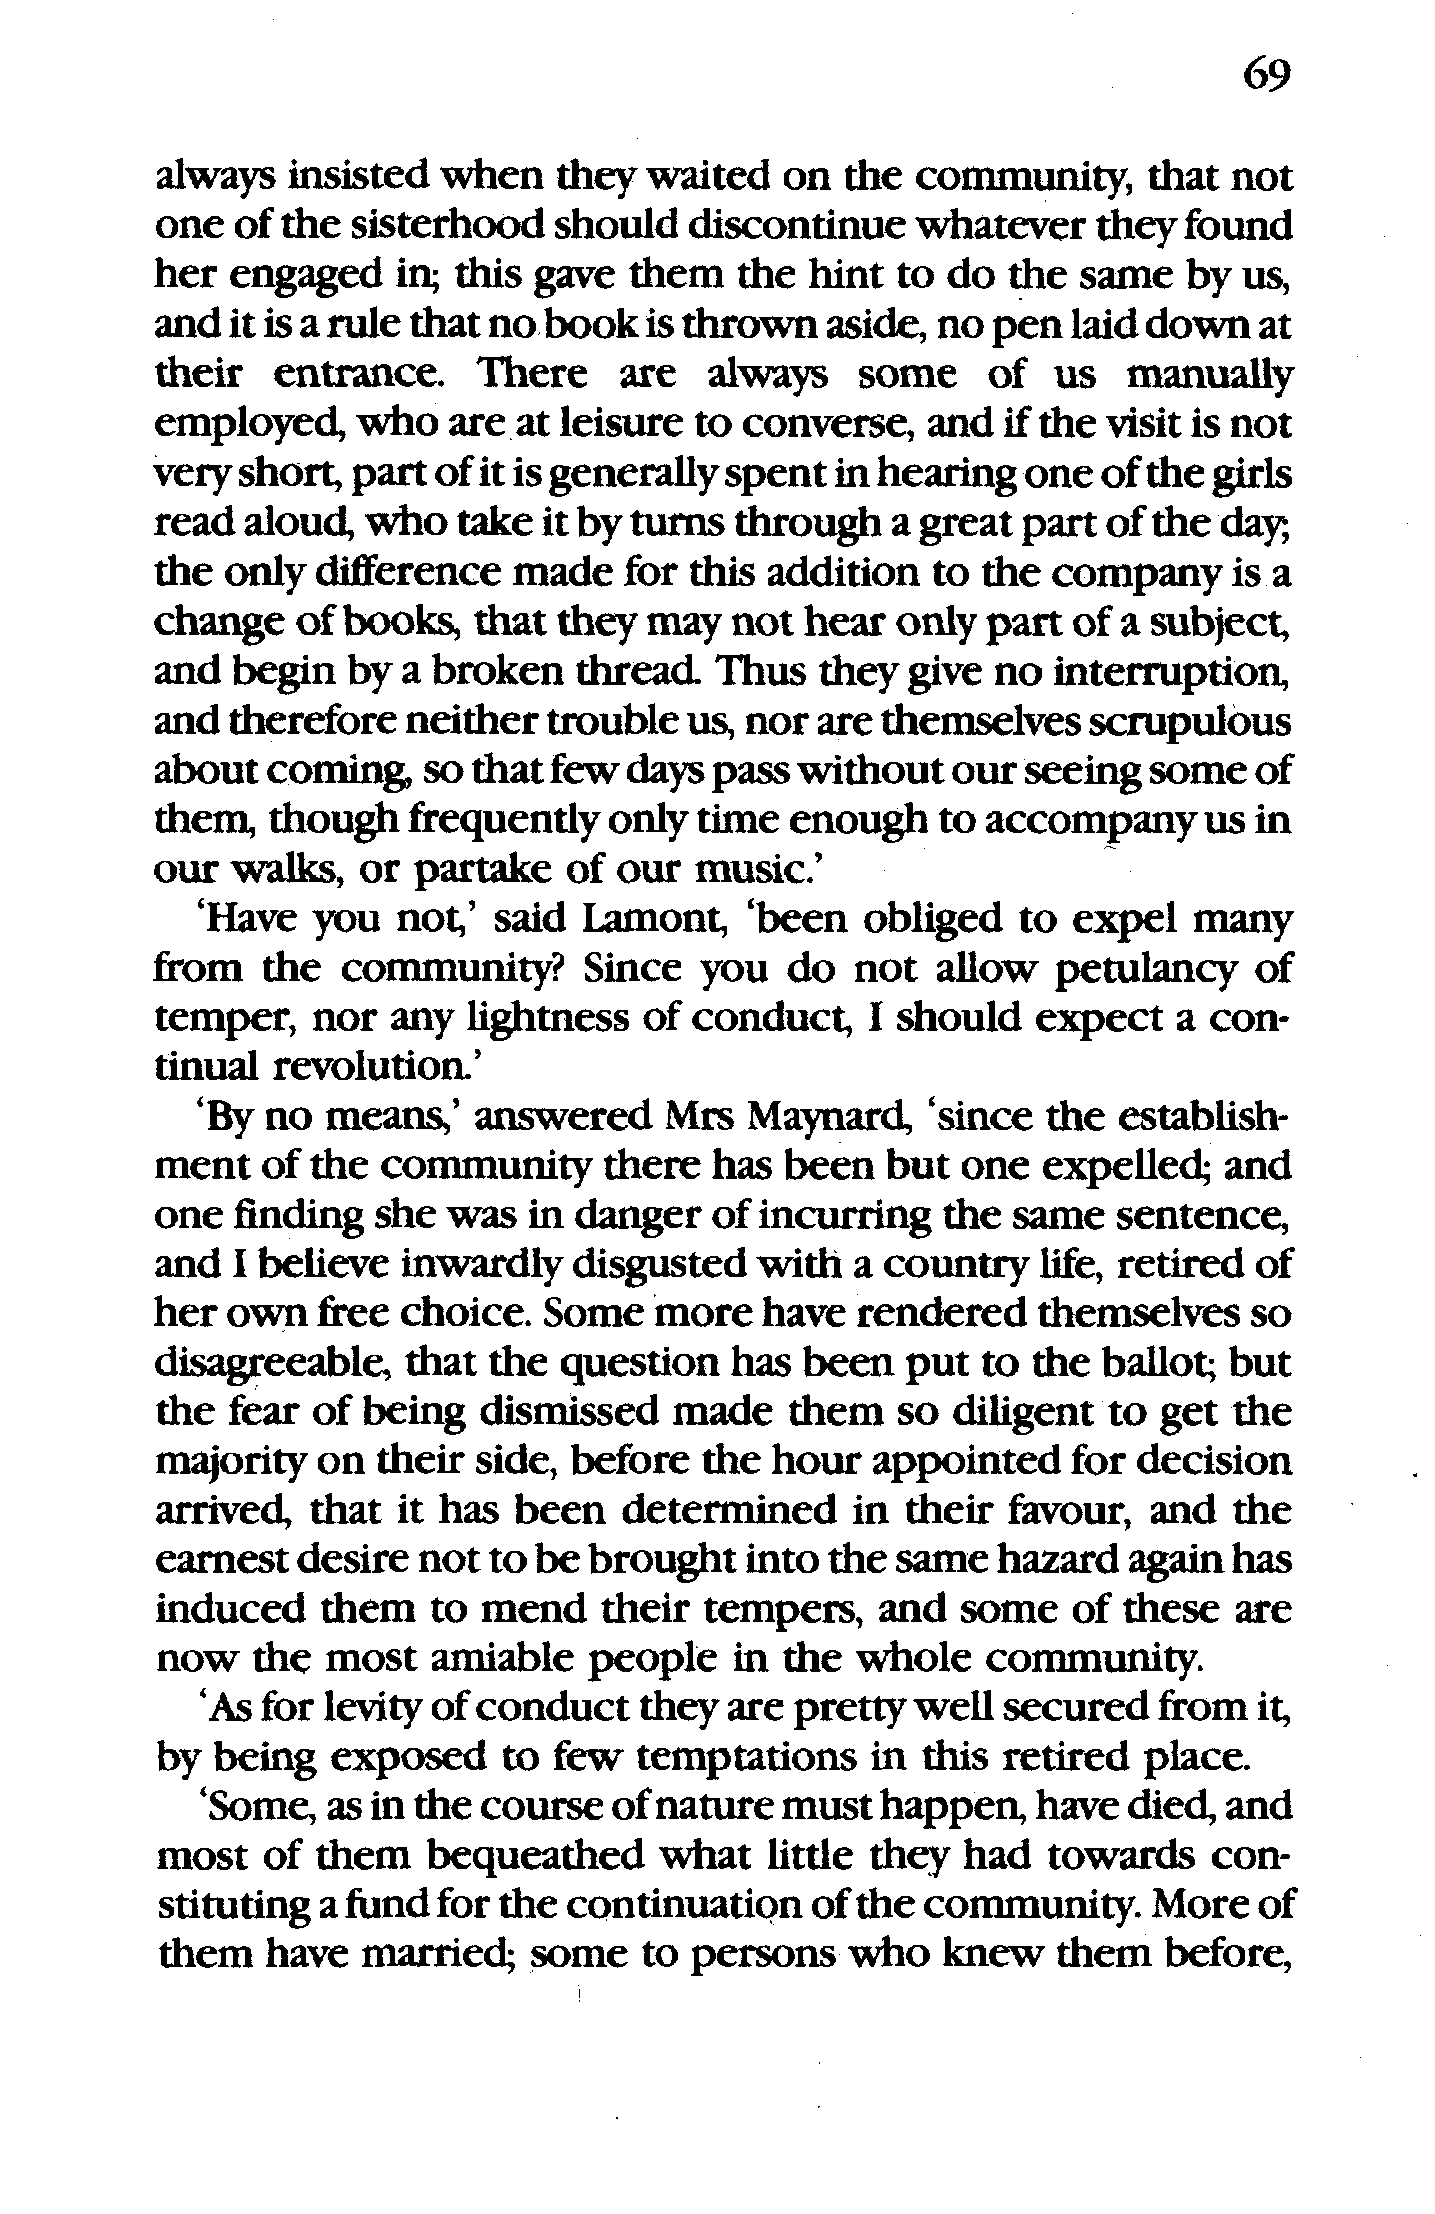 69
always insisted when they waited on the community, that not
one of the sisterhood should discontinue whatever they found
her engaged in; this gave them the hint to do the same by us,
and it is a rule that no book is thrown aside, no pen laid down at
their entrance. There are always some of us manually
employed, who are at leisure to converse, and if the visit is not
very short, part of it is generally spent in hearing one of the girls
read aloud, who take it by turns through a great part of the day;
the only difference made for this addition to the company is a
change of books, that they may not hear only part of a subject,
and begin by a broken thread. Thus they give no interruption,
and therefore neither trouble us, nor are themselves scrupulous
about coming, so that few days pass without our seeing some of
them, though frequently only time enough to accompany us in
our walks, or partake of our music.’
‘Have you not,’ said Lamont, ‘been obliged to expel many
from the community? Since you do not allow petulancy of
temper, nor any lightness of conduct, I should expect a con-
tinual revolution.’
‘By no means,’ answered Mrs Maynard, ‘since the establish-
ment of the community there has been but one expelled; and
one finding she was in danger of incurring the same sentence,
and I believe inwardly disgusted with a country life, retired of
her own free choice. Some more have rendered themselves so
disagreeable, that the question has been put to the ballot; but
the fear of being dismissed made them so diligent to get the
majority on their side, before the hour appointed for decision
arrived, that it has been determined in their favour, and the
earnest desire not to be brought into the same hazard again has
induced them to mend their tempers, and some of these are
now the most amiable people in the whole community.
‘As for levity of conduct they are pretty well secured from it,
by being exposed to few temptations in this retired place.
‘Some, as in the course of nature must happen, have died, and
most of them bequeathed what little they had towards con-
stituting a fund for the continuation of the community. More of
them have married; some to persons who knew them before,